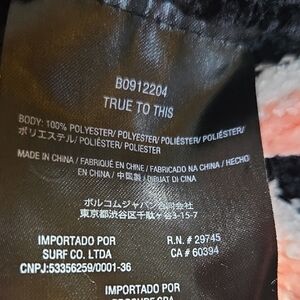 B0912204
TRUE TO THIS
BODY: 100% POLYESTER/ POLYESTER/ POLIÉSTER/ POLIÉSTER/
ポリエステル/ POLIÉSTER/ POLIESTER
MADE IN CHINA / FABRIQUÉ EN CHINE / FABRICADO NA CHINA / HECHO
EN CHINA / 中国製 / DIBUAT DI CINA
ボルコムジャパン合同会社
東京都渋谷区千駄ヶ谷3-15-7
IMPORTADO POR
SURF CO. LTDA
CNPJ:53356259/0001-36
R.N. # 29745
CA # 60394
IMPORTADO POR